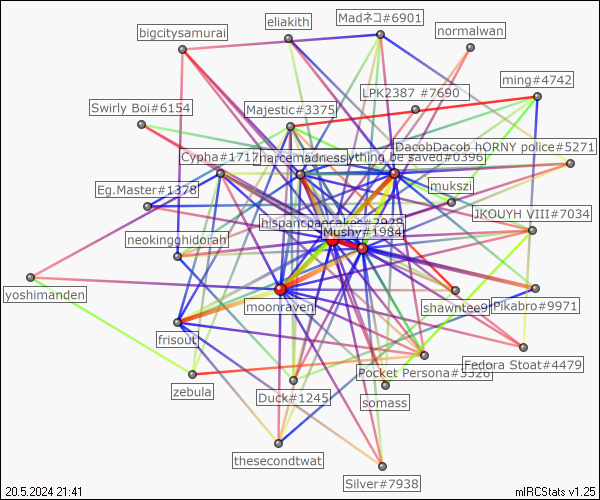 Madネコ#6901
eliakith
normalwan
bigcitysamurai
ming#4742
LPK2387 #7690
Swirly Boi#6154
Majestic#3375
DacobDacob hORNY police#5271
Cypha#1717
narcemadness
ything be saved#0396
mukszi
Eg.Master#1378
JKOUYH VIII#7034
hispanicpancakes#7928
Mushy#1984
neokingghidorah
yoshimanden
moonraven
shawntee9
Pikabro#9971
frisout
Fedora Stoat#4479
Pocket Persona#3326
zebula
Duck#1245
somass
thesecondtwat
Silver#7938
20.5.2024 21:41
mIRCStats v1.25